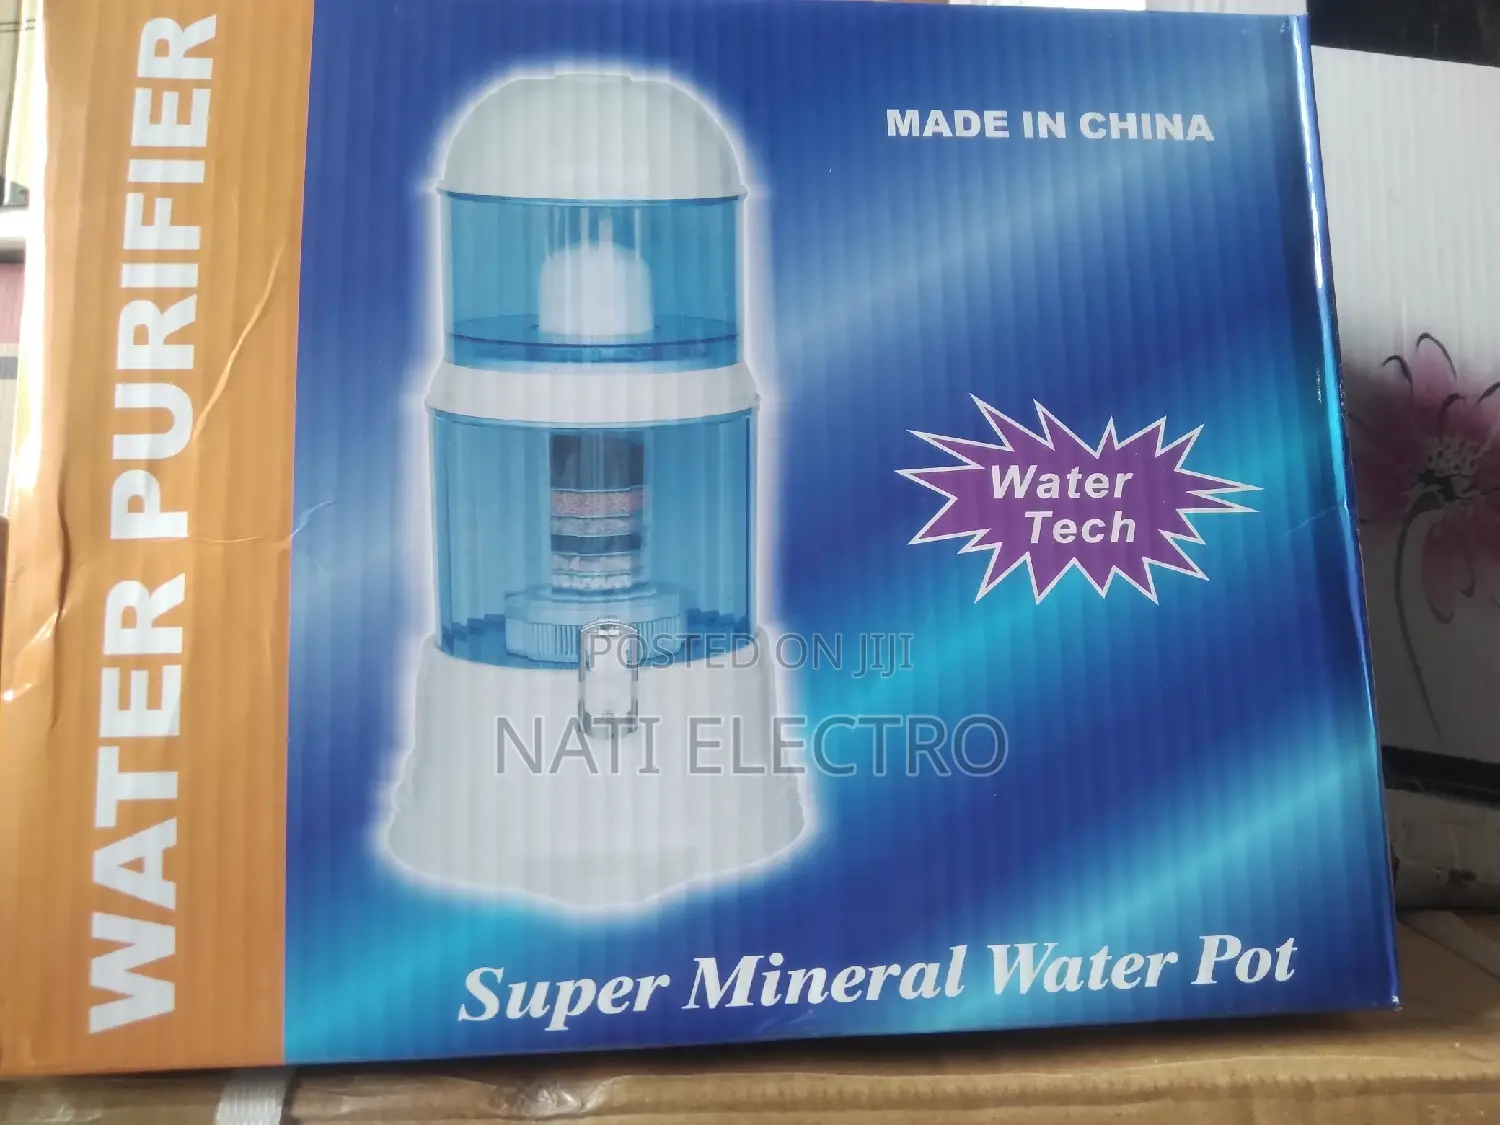 WATER PURIFIER
MADE IN CHINA
Water
Tech
POSTED ON JIJI
NATI ELECTRO
Super Mineral Water Pot